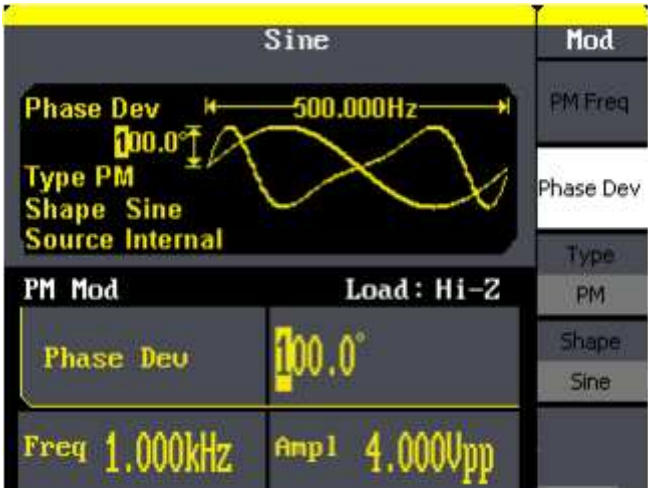 Sine
Mod
Phase Dev
500.000Hz
100.0°
Type PM
Shape Sine
Source Internal
PM Mod
Load: Hi-Z
Phase Dev
100.0°
Freq 1.000kHz
Ampl 4.000Vpp
PM Freq
Phase Dev
Type
PM
Shape
Sine